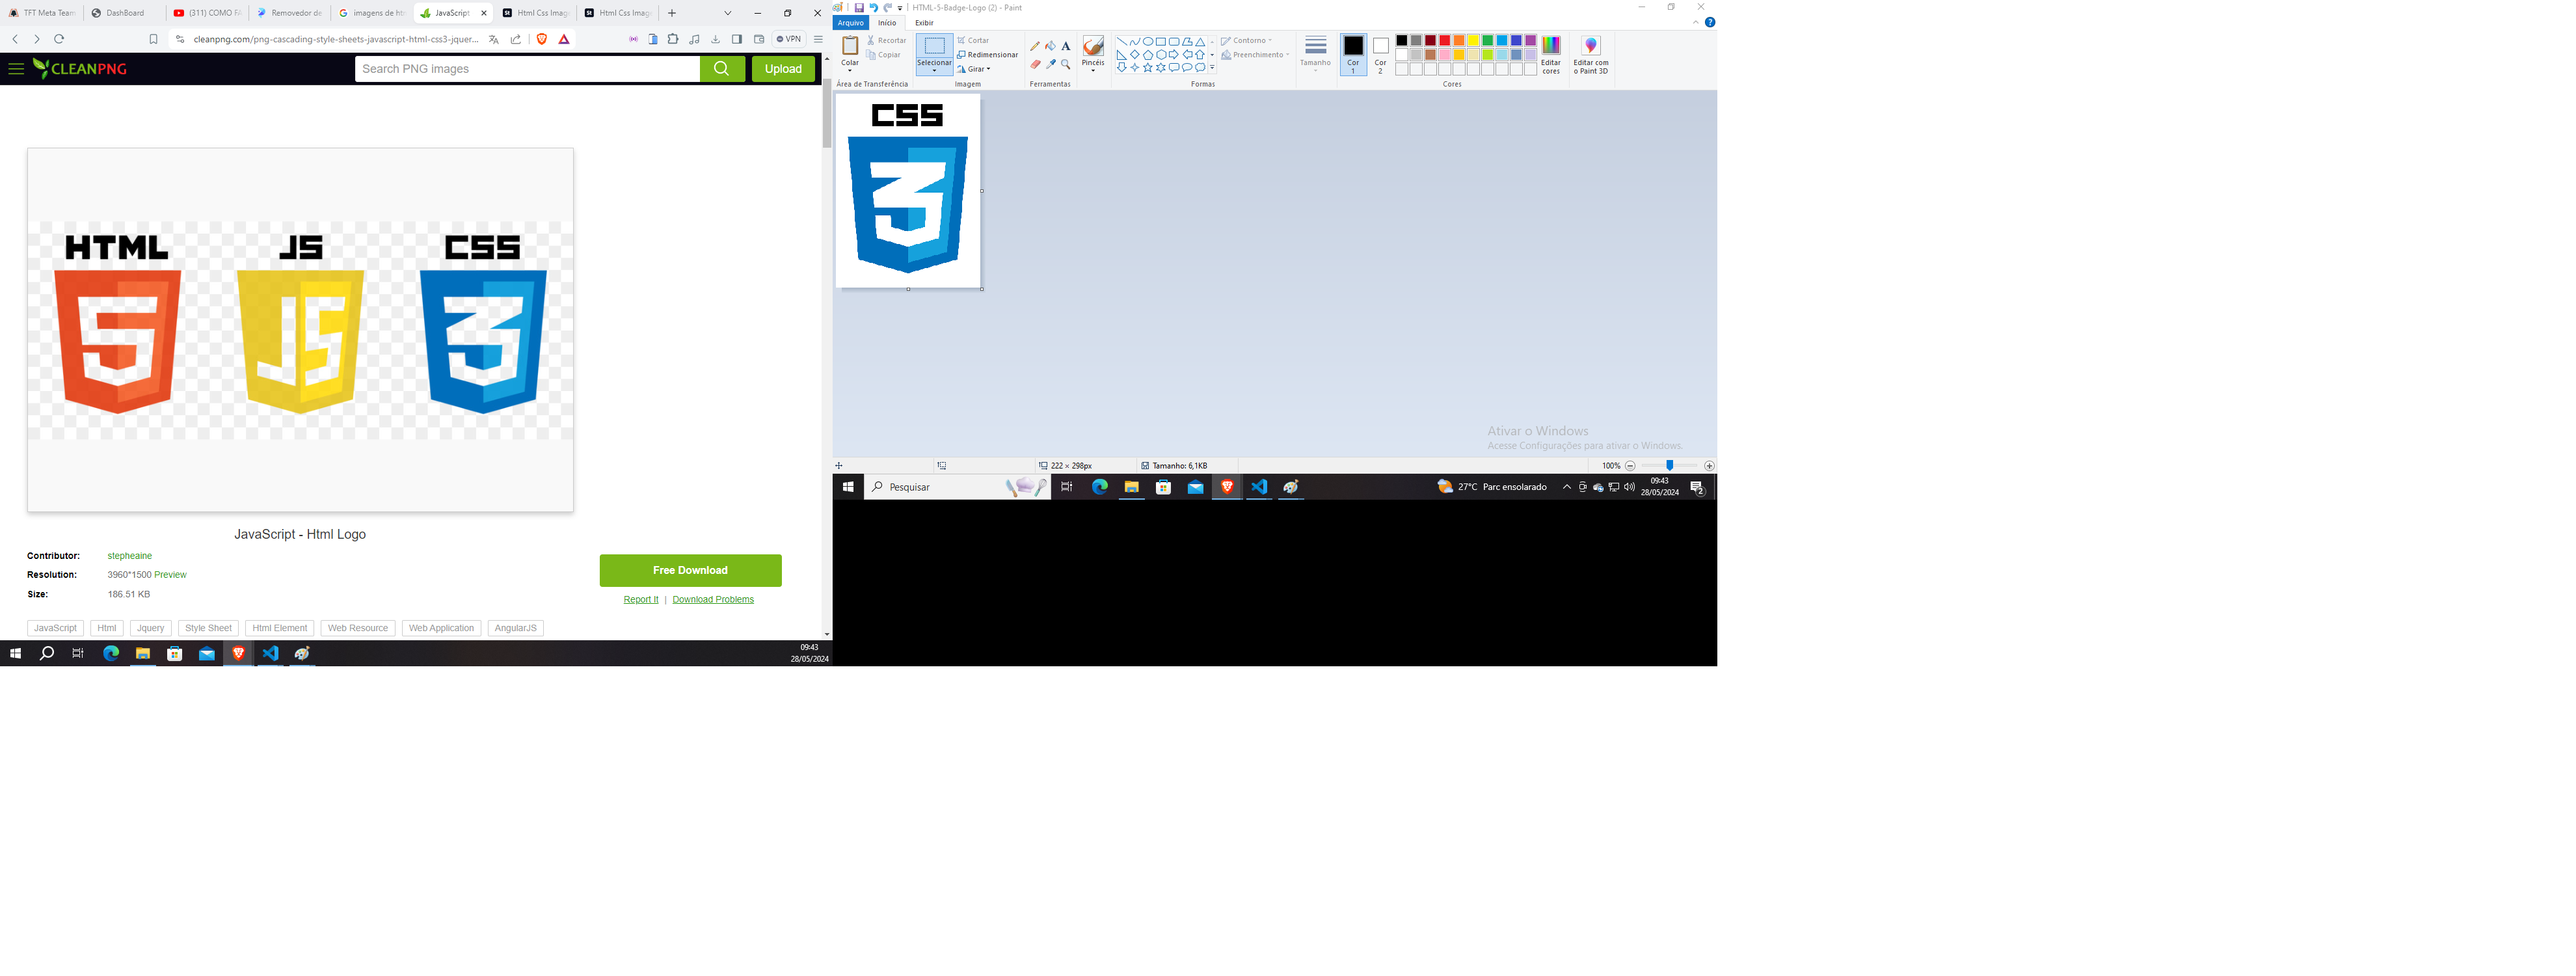 TFT Meta Team
DashBoard
(311) COMO FA
Removedor de
imagens de htm
JavaScript
Html Css Imag
Html Css Imag
cleanpng.com/png-cascading-style-sheets-javascript-html-css3-jquer...
VPN
CLEANPNG
Search PNG images
Upload
HTML
JS
CSS
JavaScript - Html Logo
Contributor: stepheaine
Resolution: 3960*1500 Preview
Size: 186.51 KB
Free Download
Report It | Download Problems
JavaScript Html Jquery Style Sheet Html Element Web Resource Web Application AngularJS
09:43
28/05/2024
HTML-5-Badge-Logo (2) - Paint
Arquivo Início Exibir
Colar
Recortar
Copiar
Área de Transferência
Selecionar
Cortar
Redimensionar
Girar
Imagem
A
Ferramentas
Pincéis
Contorno
Preenchimento
Formas
Tamanho
Cor
1
Cor
2
Editar
cores
Cores
Editar com
o Paint 3D
CSS
Ativar o Windows
Acesse Configurações para ativar o Windows.
222 × 298px
Tamanho: 6,1KB
100%
Pesquisar
27°C Parc ensolarado
09:43
28/05/2024
2